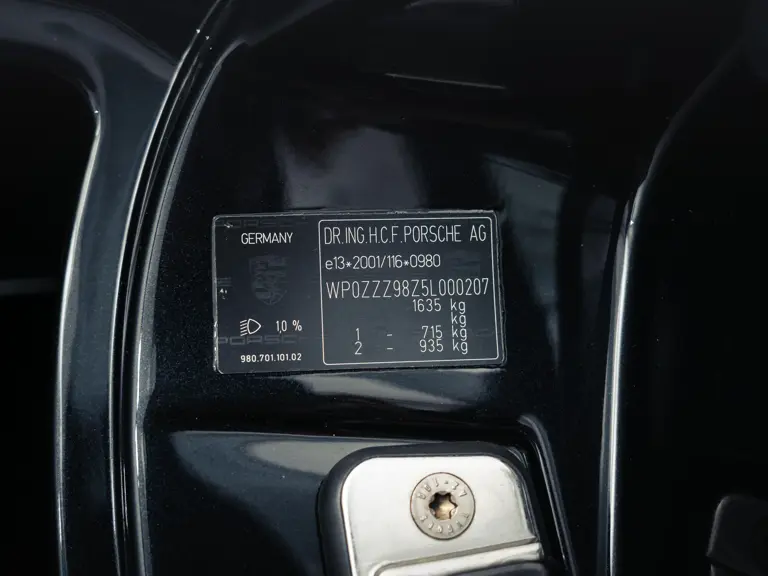 GERMANY
1,0 %
980.701.101.02
DR.ING.H.C.F.PORSCHE AG
e13*2001/116*0980
WP0ZZZ98Z5L000207
1635 kg
kg
1 - 715 kg
2 - 935 kg
PORSCHE